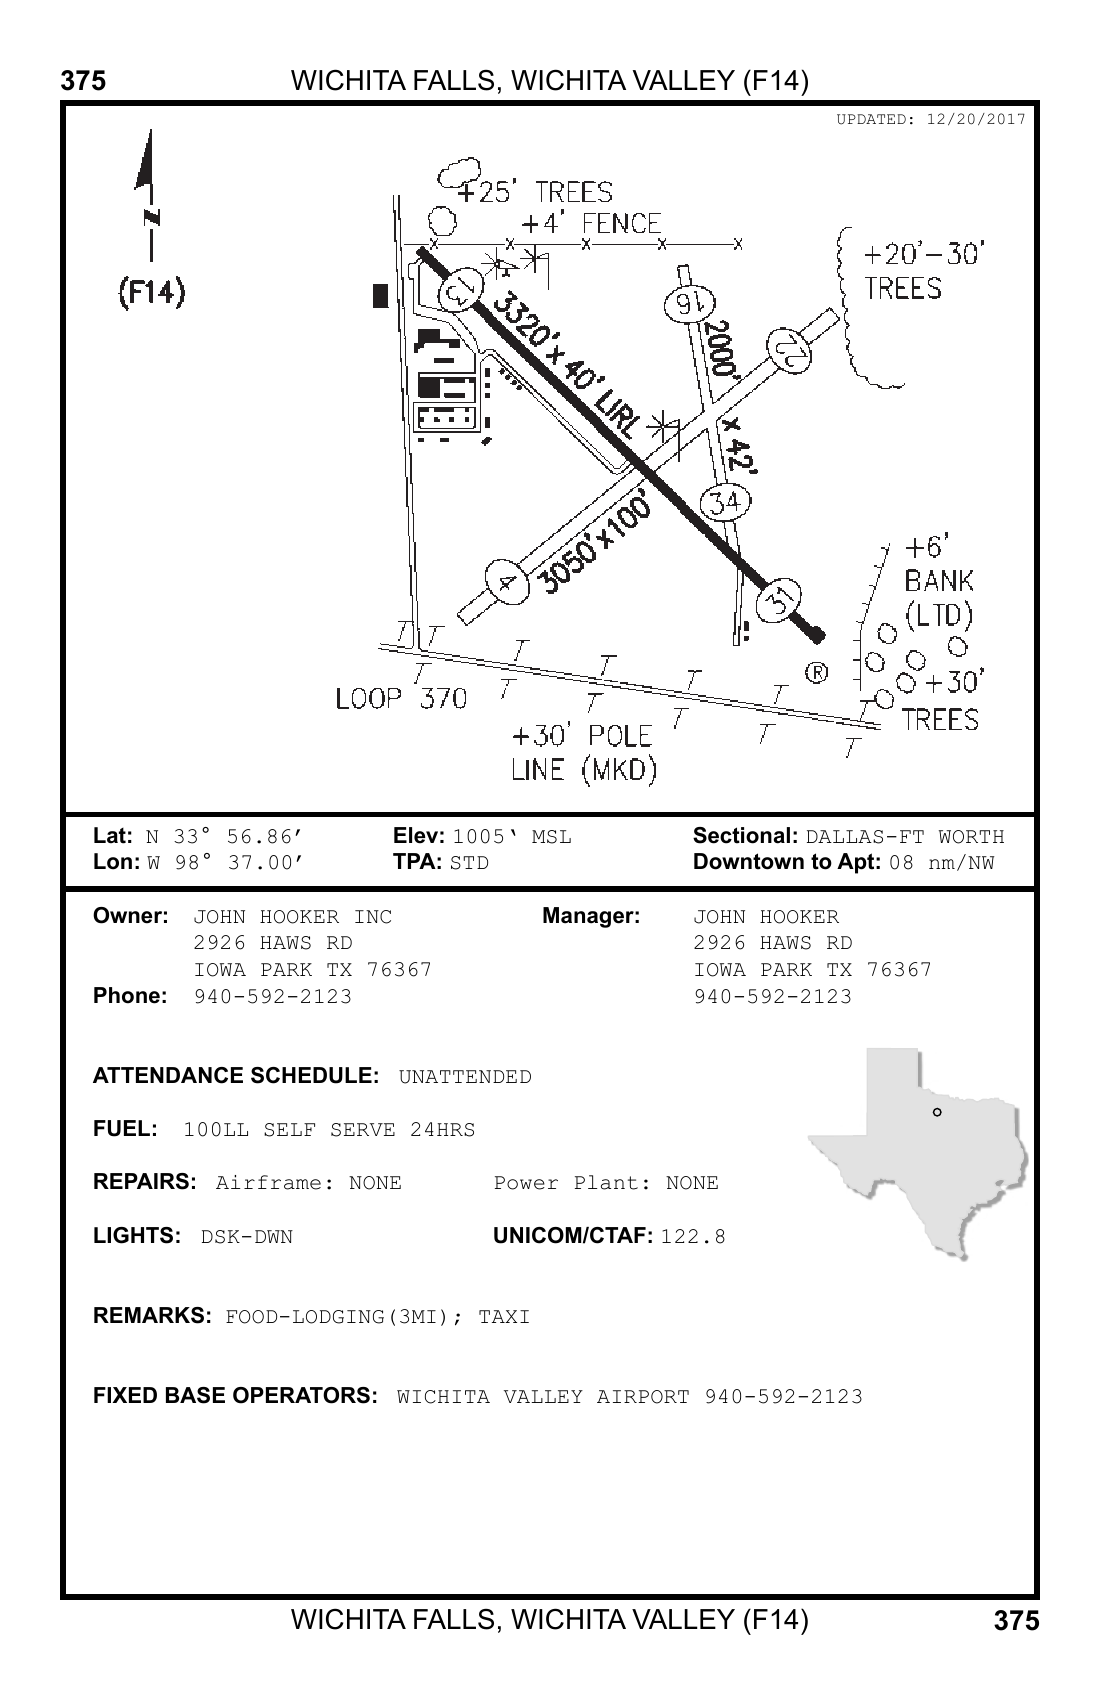 375 WICHITA FALLS, WICHITA VALLEY (F14)
UPDATED: 12/20/2017
N
(F14)
+25' TREES
+4' FENCE
+20'-30'
TREES
13
3320' x 40' LIRL
16
2000' x 42'
22
34
4
3050'x100'
31
+6'
BANK
(LTD)
®
+30'
TREES
LOOP 370
+30' POLE
LINE (MKD)
Lat: N 33° 56.86′ Elev: 1005‛ MSL Sectional: DALLAS-FT WORTH
Lon: W 98° 37.00′ TPA: STD Downtown to Apt: 08 nm/NW
Owner: JOHN HOOKER INC Manager: JOHN HOOKER
2926 HAWS RD 2926 HAWS RD
IOWA PARK TX 76367 IOWA PARK TX 76367
Phone: 940-592-2123 940-592-2123
ATTENDANCE SCHEDULE: UNATTENDED
FUEL: 100LL SELF SERVE 24HRS
REPAIRS: Airframe: NONE Power Plant: NONE
LIGHTS: DSK-DWN UNICOM/CTAF: 122.8
REMARKS: FOOD-LODGING(3MI); TAXI
FIXED BASE OPERATORS: WICHITA VALLEY AIRPORT 940-592-2123
WICHITA FALLS, WICHITA VALLEY (F14) 375